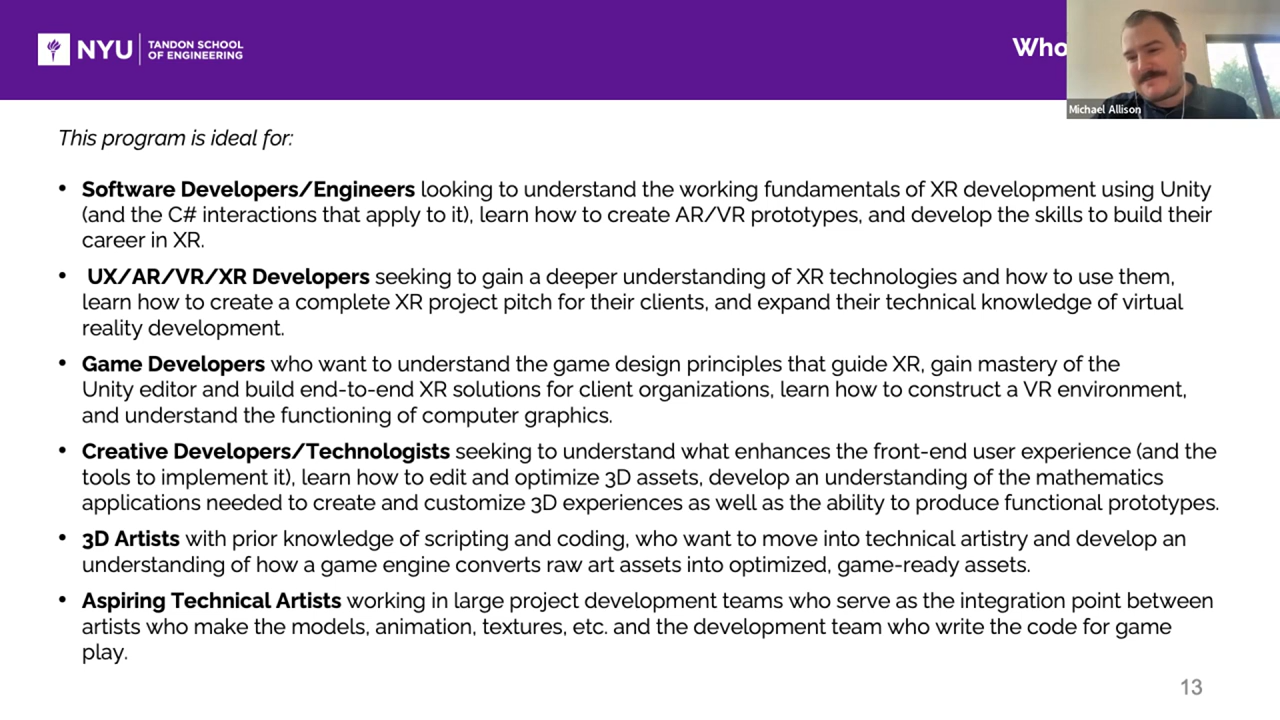 NYU
TANDON SCHOOL
OF ENGINEERING
Who
Michael Allison
This program is ideal for:
• Software Developers/Engineers looking to understand the working fundamentals of XR development using Unity
(and the C# interactions that apply to it), learn how to create AR/VR prototypes, and develop the skills to build their
career in XR.
• UX/AR/VR/XR Developers seeking to gain a deeper understanding of XR technologies and how to use them,
learn how to create a complete XR project pitch for their clients, and expand their technical knowledge of virtual
reality development.
• Game Developers who want to understand the game design principles that guide XR, gain mastery of the
Unity editor and build end-to-end XR solutions for client organizations, learn how to construct a VR environment,
and understand the functioning of computer graphics.
• Creative Developers/Technologists seeking to understand what enhances the front-end user experience (and the
tools to implement it), learn how to edit and optimize 3D assets, develop an understanding of the mathematics
applications needed to create and customize 3D experiences as well as the ability to produce functional prototypes.
• 3D Artists with prior knowledge of scripting and coding, who want to move into technical artistry and develop an
understanding of how a game engine converts raw art assets into optimized, game-ready assets.
• Aspiring Technical Artists working in large project development teams who serve as the integration point between
artists who make the models, animation, textures, etc. and the development team who write the code for game
play.
13